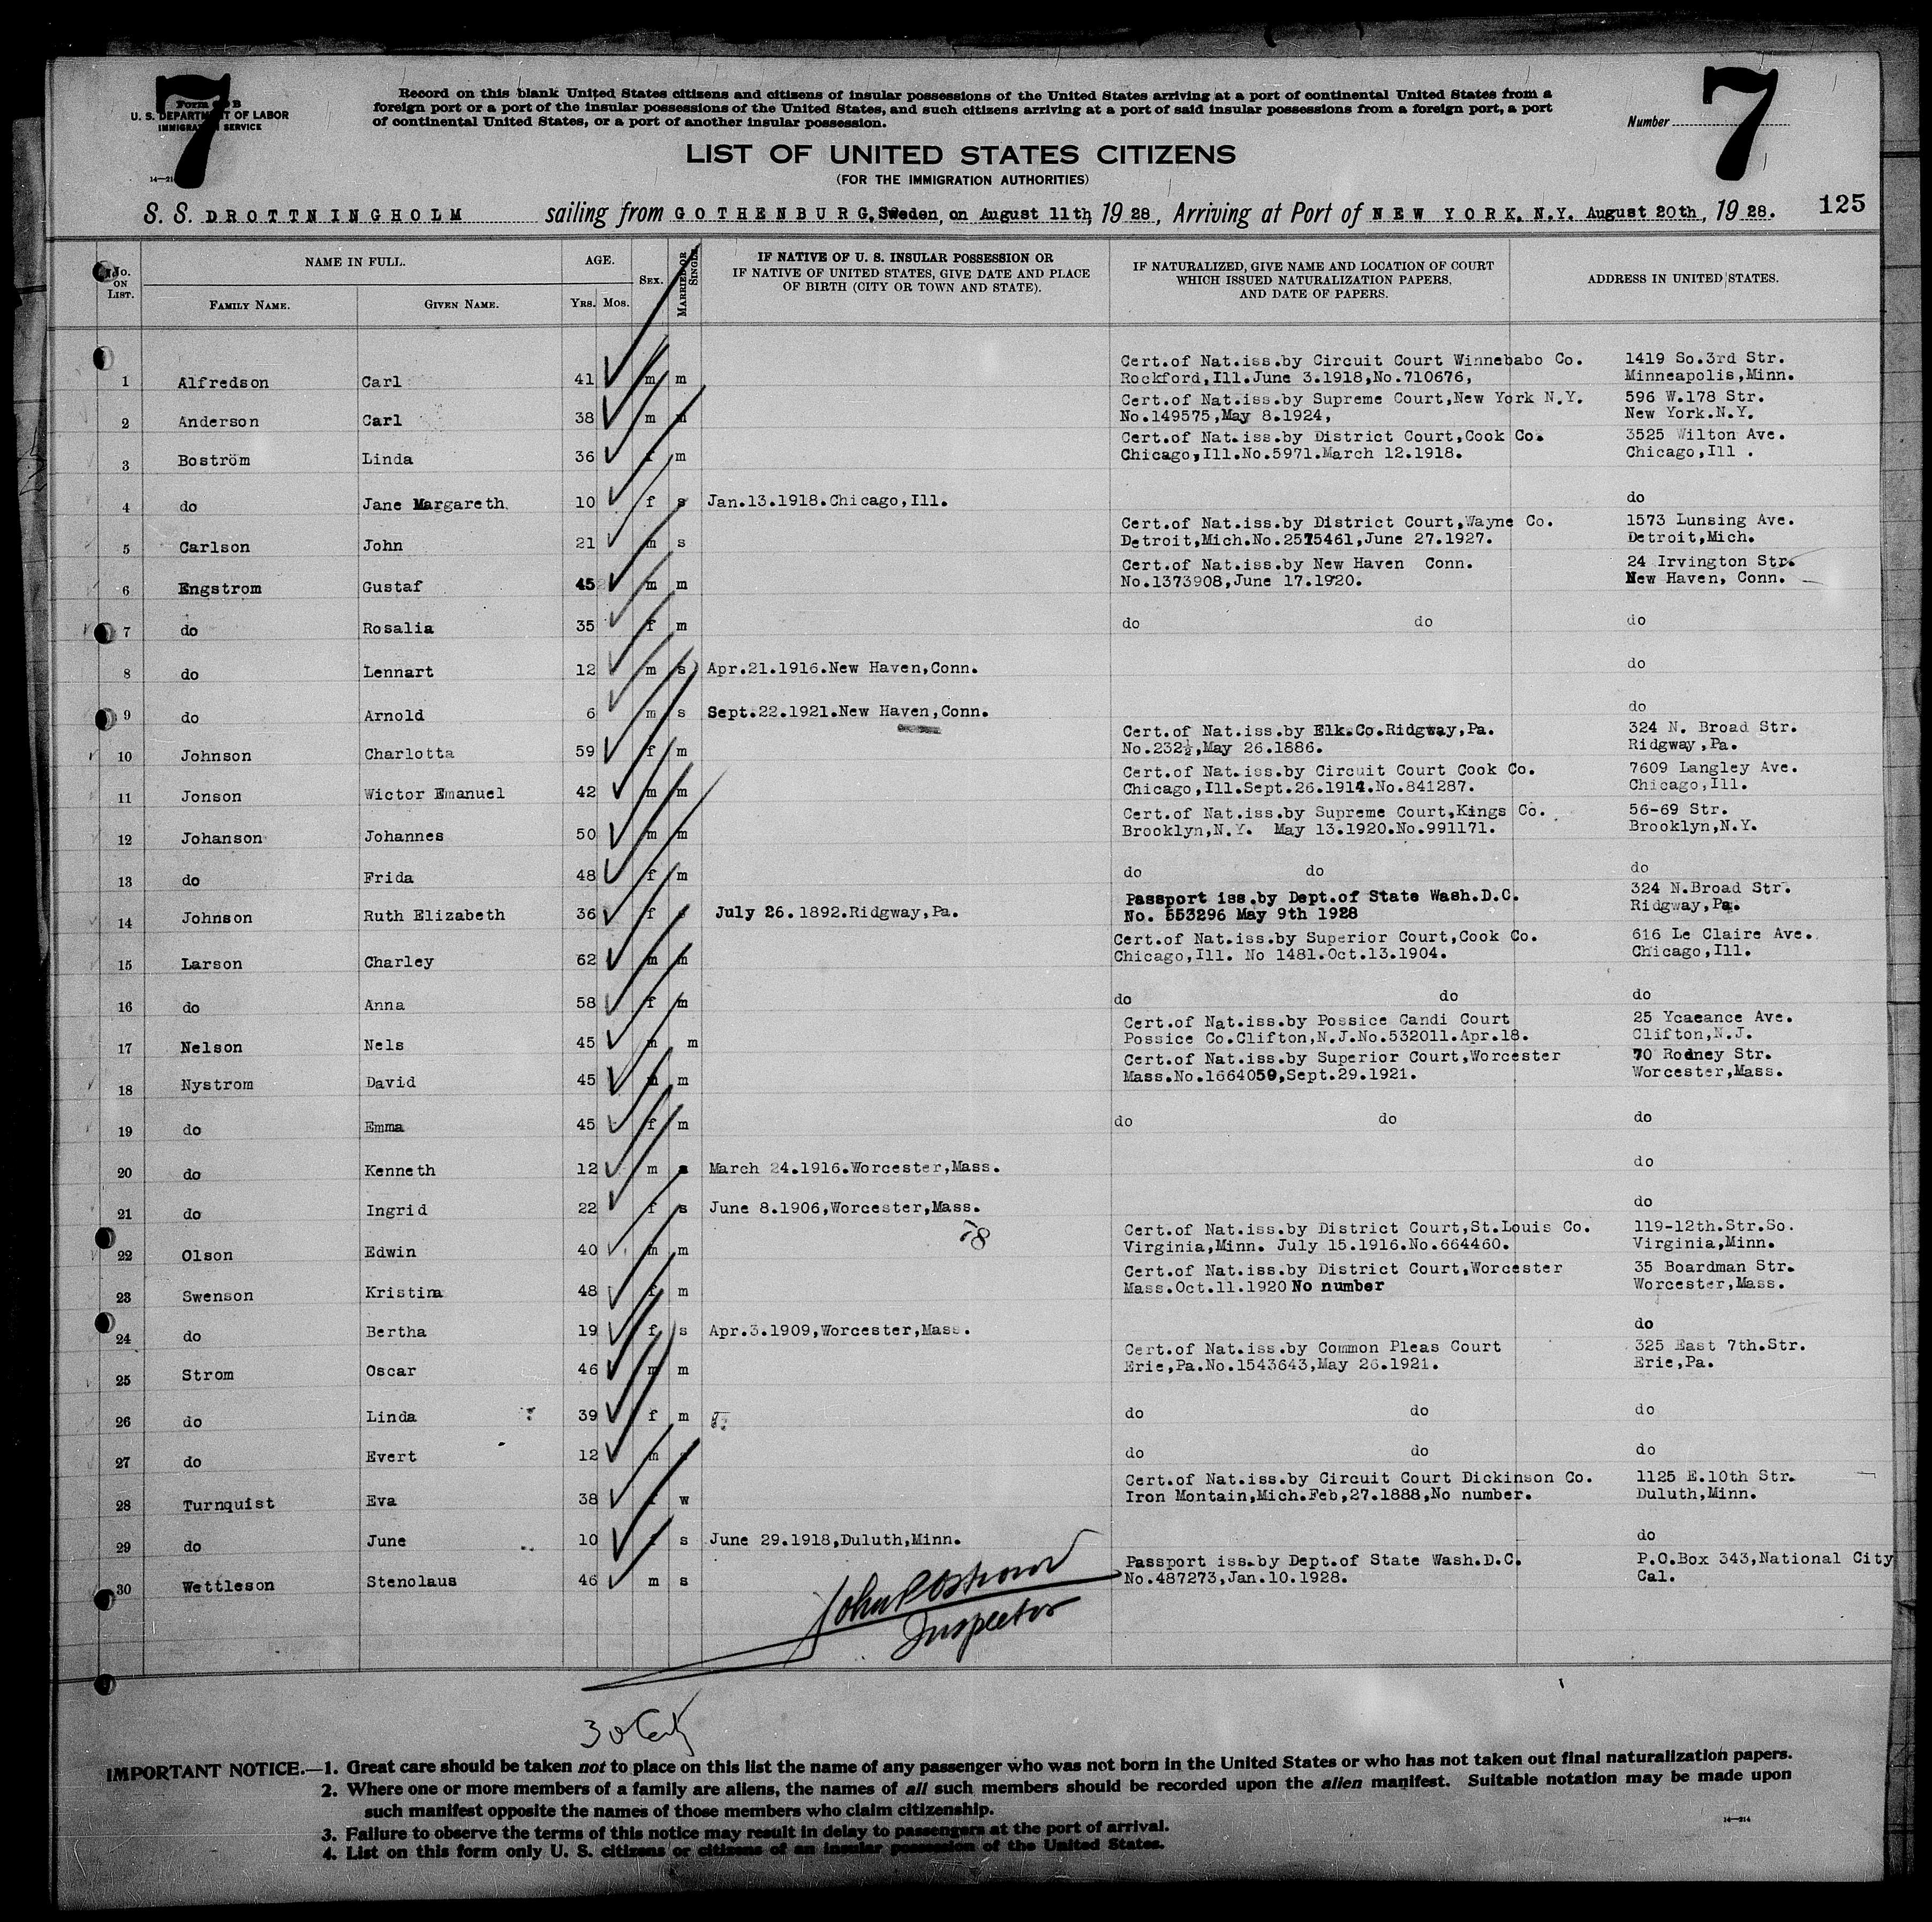 7
7
Form B
U. S. DEPARTMENT OF LABOR
IMMIGRATION SERVICE
Record on this blank United States citizens and citizens of insular possessions of the United States arriving at a port of continental United States from a
foreign port or a port of the insular possessions of the United States, and such citizens arriving at a port of said insular possessions from a foreign port, a port
of continental United States, or a port of another insular possession.
Number
LIST OF UNITED STATES CITIZENS
(FOR THE IMMIGRATION AUTHORITIES)
S. S. DROTTNINGHOLM sailing from GOTHENBURG, Sweden, on August 11th, 1928, Arriving at Port of NEW YORK, N.Y. August 20th, 1928. 125
No. ON LIST. NAME IN FULL. AGE. SEX. MARRIED OR SINGLE IF NATIVE OF U. S. INSULAR POSSESSION OR IF NATIVE OF UNITED STATES, GIVE DATE AND PLACE OF BIRTH (CITY OR TOWN AND STATE). IF NATURALIZED, GIVE NAME AND LOCATION OF COURT WHICH ISSUED NATURALIZATION PAPERS, AND DATE OF PAPERS. ADDRESS IN UNITED STATES.
FAMILY NAME. GIVEN NAME. YRS. MOS.
Cert.of Nat.iss.by Circuit Court Winnebabo Co. 1419 So.3rd Str.
1 Alfredson Carl 41 m m Rockford,Ill.June 3.1918,No.710676, Minneapolis,Minn.
Cert.of Nat.iss.by Supreme Court,New York N.Y. 596 W.178 Str.
2 Anderson Carl 38 m m No.149575,May 8.1924, New York.N.Y.
Cert.of Nat.iss.by District Court,Cook Co. 3525 Wilton Ave.
3 Boström Linda 36 f m Chicago,Ill.No.5971.March 12.1918. Chicago,Ill .
4 do Jane Margareth 10 f s Jan.13.1918.Chicago,Ill. do
Cert.of Nat.iss.by District Court,Wayne Co. 1573 Lunsing Ave.
5 Carlson John 21 m s Detroit,Mich.No.2575461,June 27.1927. Detroit,Mich.
Cert.of Nat.iss.by New Haven Conn. 24 Irvington Str.
6 Engstrom Gustaf 45 m m No.1373908,June 17.1920. New Haven, Conn.
7 do Rosalia 35 f m do do do
8 do Lennart 12 m s Apr.21.1916.New Haven,Conn. do
9 do Arnold 6 m s Sept.22.1921.New Haven,Conn. do
Cert.of Nat.iss.by Elk.Co.Ridgway,Pa. 324 N. Broad Str.
10 Johnson Charlotta 59 f m No.232½,May 26.1886. Ridgway,Pa.
Cert.of Nat.iss.by Circuit Court Cook Co. 7609 Langley Ave.
11 Jonson Wictor Emanuel 42 m m Chicago,Ill.Sept.26.1914.No.841287. Chicago,Ill.
Cert.of Nat.iss.by Supreme Court,Kings Co. 56-69 Str.
12 Johanson Johannes 50 m m Brooklyn,N.Y. May 13.1920.No.991171. Brooklyn,N.Y.
13 do Frida 48 f m do do do
Passport iss.by Dept.of State Wash.D.C. 324 N.Broad Str.
14 Johnson Ruth Elizabeth 36 f s July 26.1892.Ridgway,Pa. No. 553296 May 9th 1928 Ridgway,Pa.
Cert.of Nat.iss.by Superior Court,Cook Co. 616 Le Claire Ave.
15 Larson Charley 62 m m Chicago,Ill. No 1481.Oct.13.1904. Chicago,Ill.
16 do Anna 58 f m do do do
Cert.of Nat.iss.by Possice Candi Court 25 Ycaeance Ave.
17 Nelson Nels 45 m m Possice Co.Clifton,N.J.No.532011.Apr.18. Clifton,N.J.
Cert.of Nat.iss.by Superior Court,Worcester 70 Rodney Str.
18 Nystrom David 45 m m Mass.No.1664059,Sept.29.1921. Worcester,Mass.
19 do Emma 45 f m do do do
20 do Kenneth 12 m s March 24.1916.Worcester,Mass. do
21 do Ingrid 22 f s June 8.1906,Worcester,Mass. do
Cert.of Nat.iss.by District Court,St.Louis Co. 119-12th.Str.So.
22 Olson Edwin 40 m m Virginia,Minn. July 15.1916.No.664460. Virginia,Minn.
Cert.of Nat.iss.by District Court,Worcester 35 Boardman Str.
23 Swenson Kristina 48 f m Mass.Oct.11.1920 No number Worcester,Mass.
24 do Bertha 19 f s Apr.3.1909,Worcester,Mass. do
Cert.of Nat.iss.by Common Pleas Court 325 East 7th.Str.
25 Strom Oscar 46 m m Erie,Pa.No.1543643,May 26.1921. Erie,Pa.
26 do Linda 39 f m do do do
27 do Evert 12 m do do do
Cert.of Nat.iss.by Circuit Court Dickinson Co. 1125 E.10th Str.
28 Turnquist Eva 38 f w Iron Montain,Mich.Feb,27.1888,No number. Duluth,Minn.
29 do June 10 f s June 29.1918,Duluth,Minn. do
Passport iss.by Dept.of State Wash.D.C. P.O.Box 343,National City
30 Wettleson Stenolaus 46 m s No.487273,Jan.10.1928. Cal.
Inspector
IMPORTANT NOTICE.—1. Great care should be taken not to place on this list the name of any passenger who was not born in the United States or who has not taken out final naturalization papers.
2. Where one or more members of a family are aliens, the names of all such members should be recorded upon the alien manifest. Suitable notation may be made upon
such manifest opposite the names of those members who claim citizenship.
3. Failure to observe the terms of this notice may result in delay to passengers at the port of arrival.
4. List on this form only U. S. citizens or citizens of an insular possession of the United States.
14—214